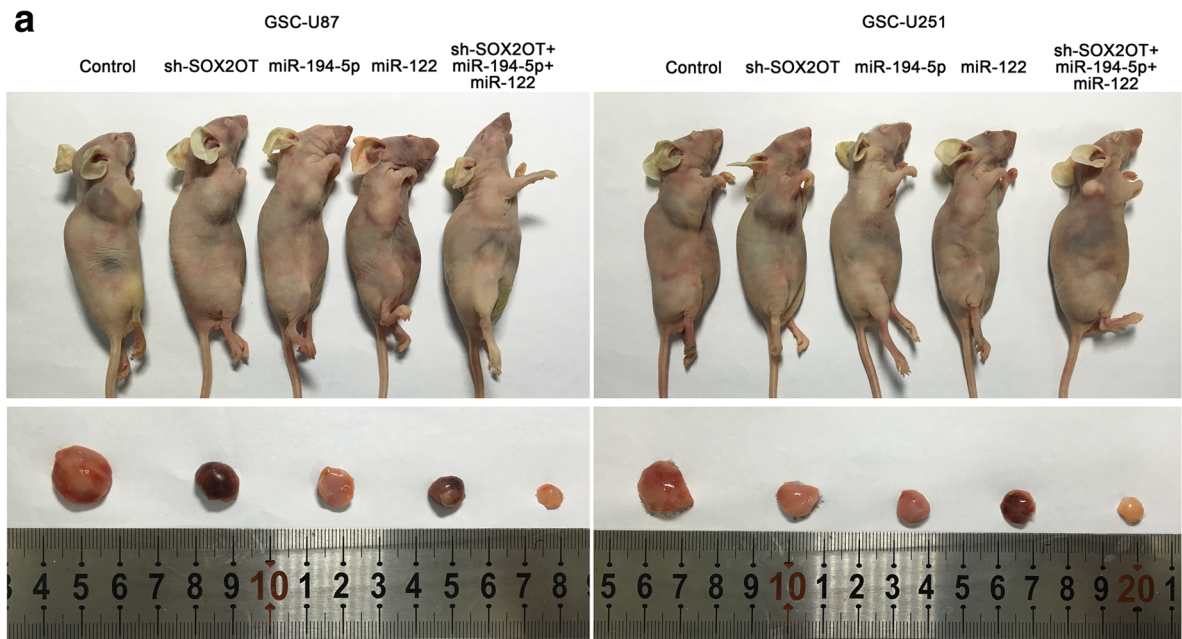 a
GSC-U87
GSC-U251
Control
sh-SOX2OT
miR-194-5p
miR-122
sh-SOX2OT+
miR-194-5p+
miR-122
Control
sh-SOX2OT
miR-194-5p
miR-122
sh-SOX2OT+
miR-194-5p+
miR-122
4 5 6 7 8 9 10 1 2 3 4 5 6 7 8
5 6 7 8 9 10 1 2 3 4 5 6 7 8 9 20 1